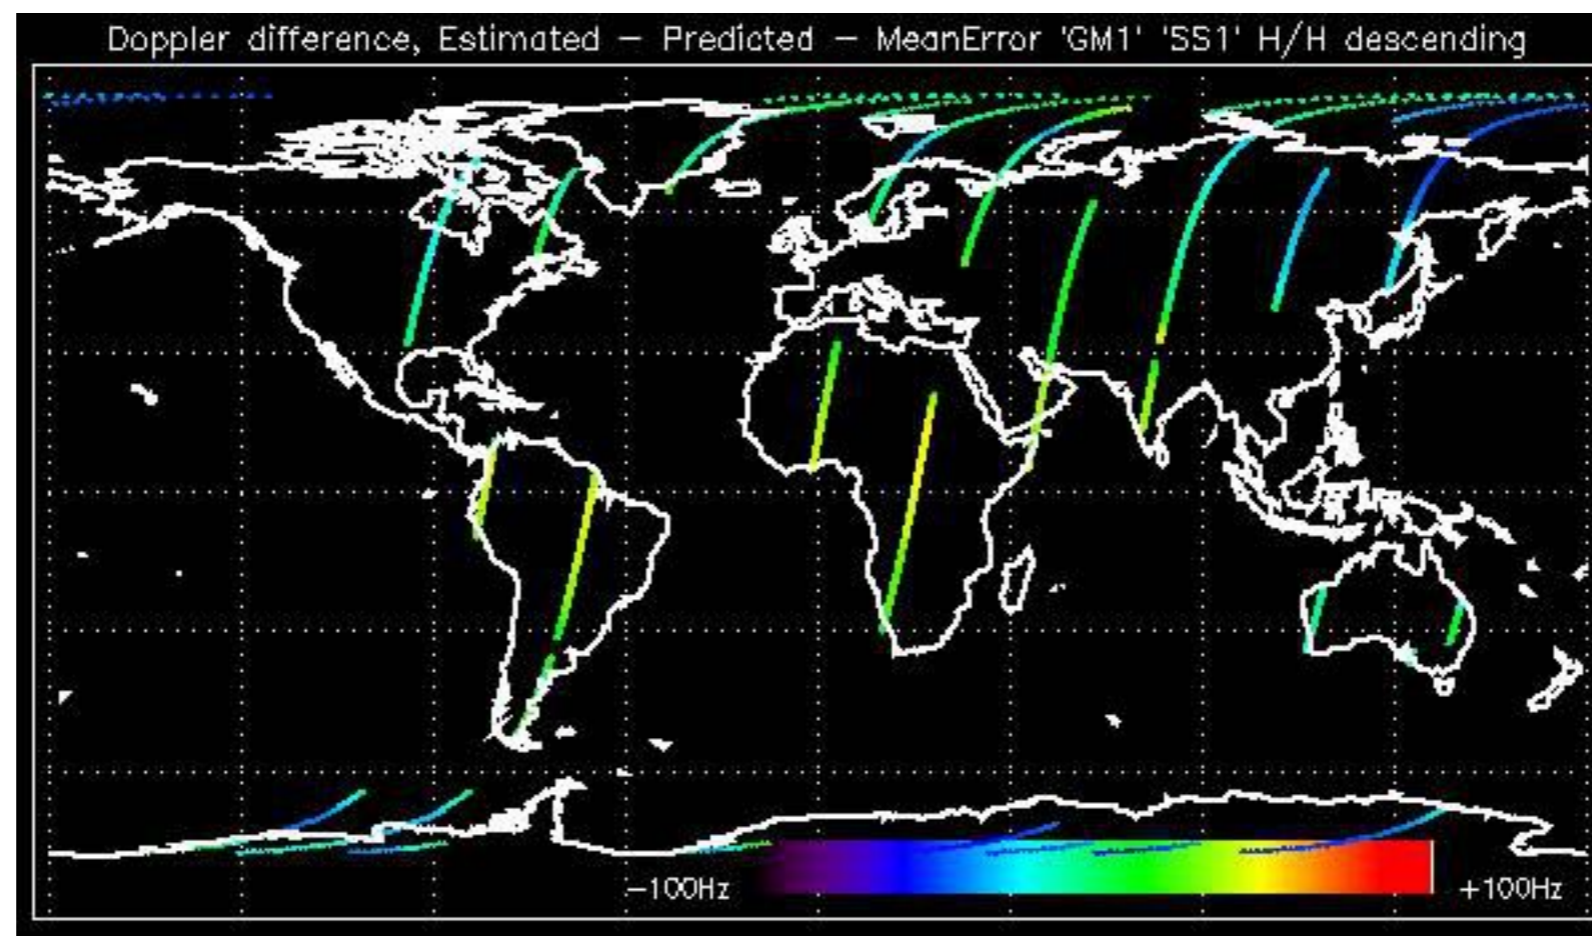 Doppler difference, Estimated – Predicted – MeanError 'GM1' 'SS1' H/H descending
–100Hz
+100Hz